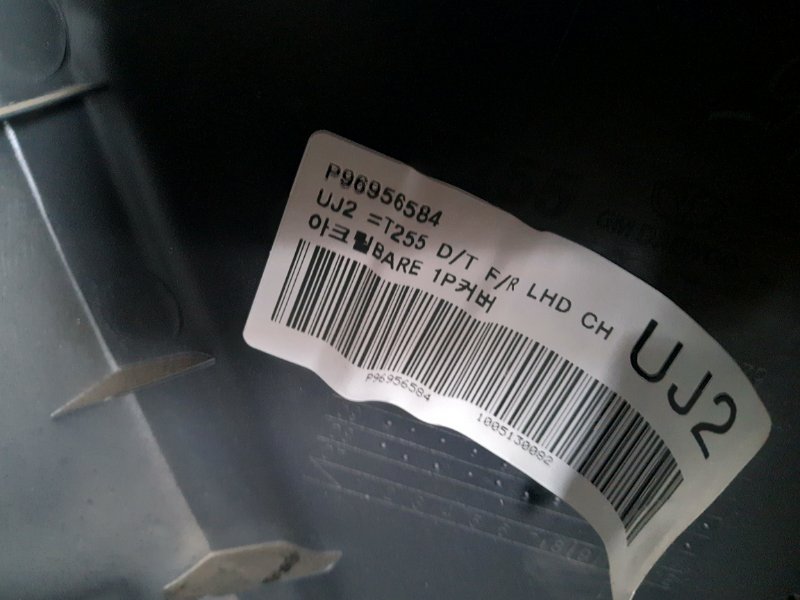 P96956584
UJ2 =T255 D/T F/R LHD CH
아크릴BARE 1P커버
UJ2
P96956584
1005130082